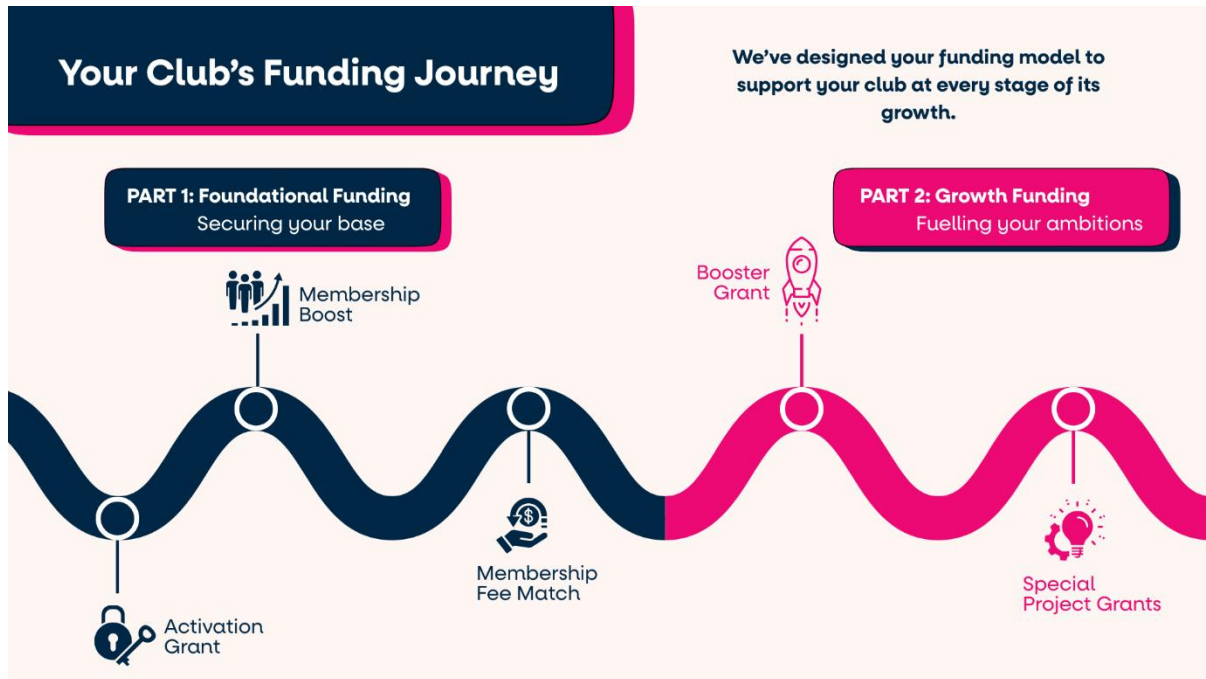 Your Club's Funding Journey
We've designed your funding model to
support your club at every stage of its
growth.
PART 1: Foundational Funding
Securing your base
PART 2: Growth Funding
Fuelling your ambitions
Membership
Boost
Booster
Grant
$
Membership
Fee Match
Special
Project Grants
Activation
Grant